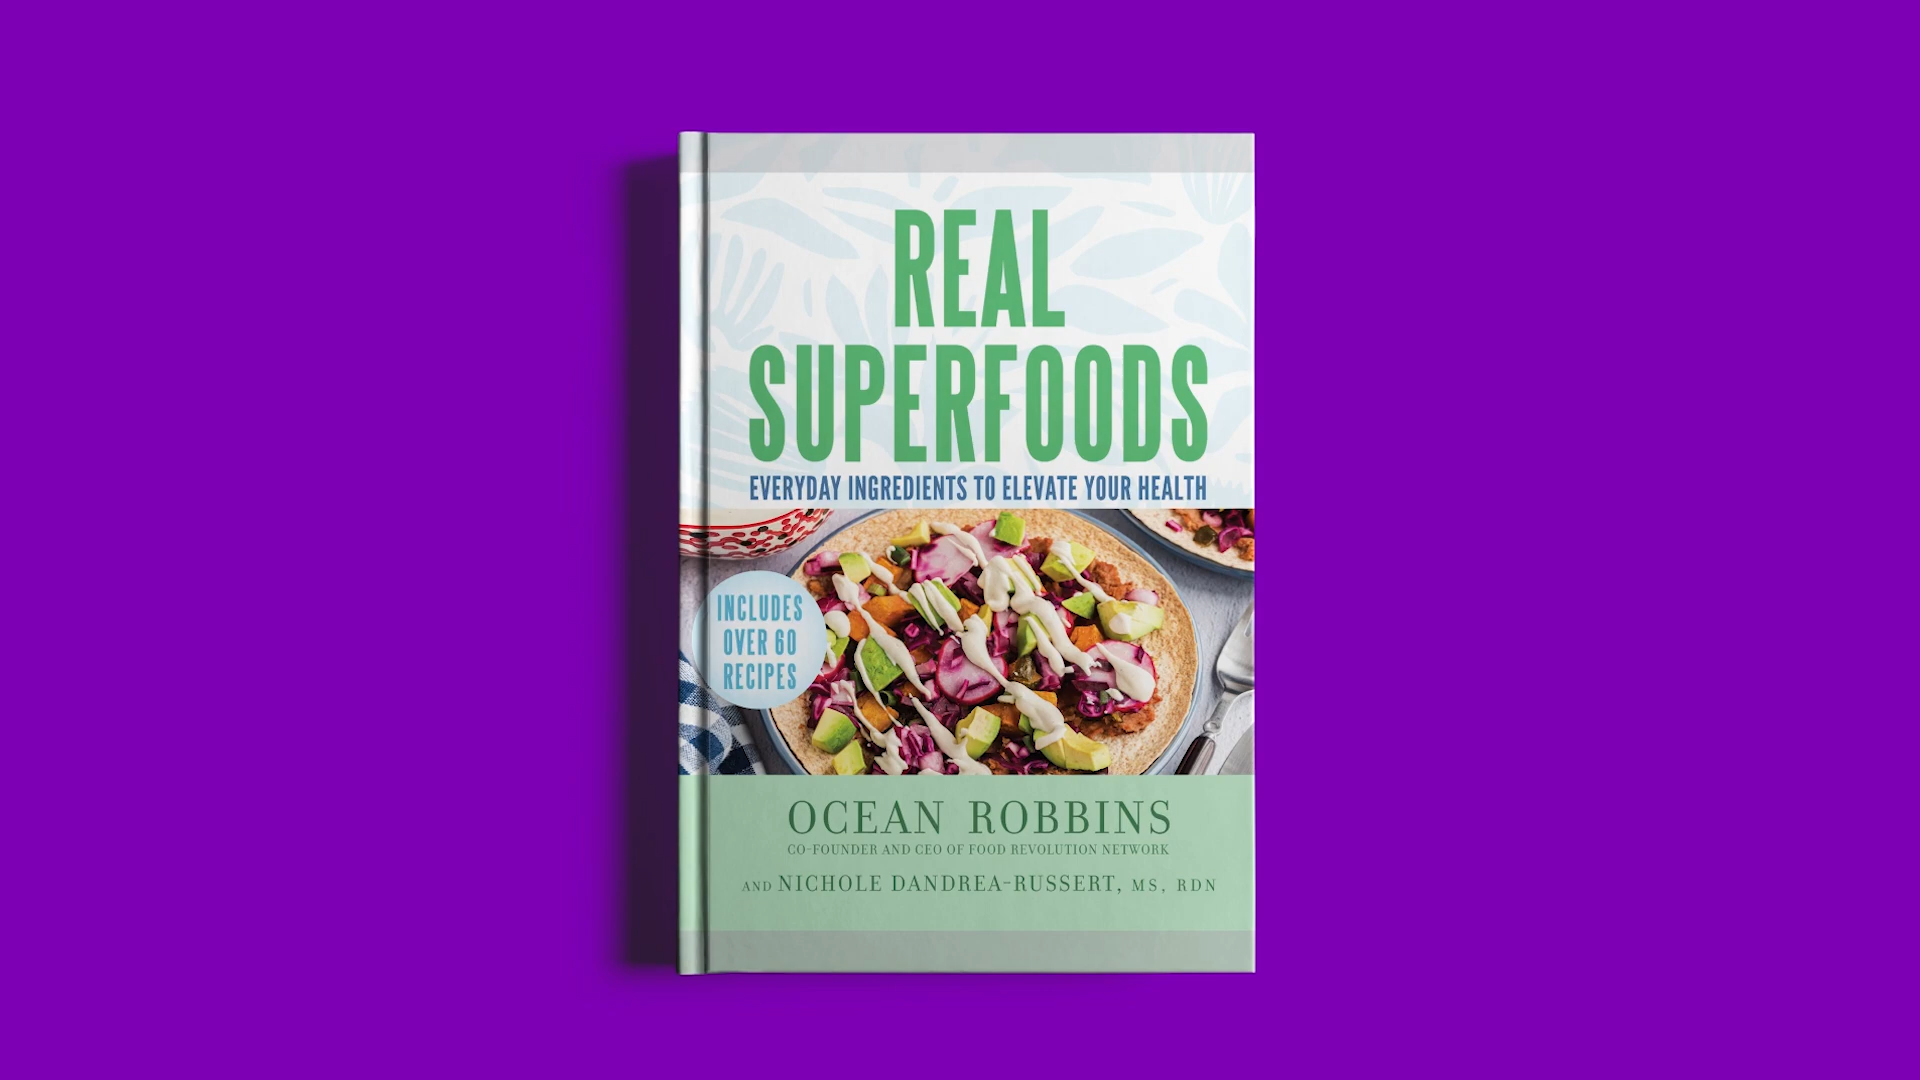 REAL
SUPERFOODS
EVERYDAY INGREDIENTS TO ELEVATE YOUR HEALTH
INCLUDES
OVER 60
RECIPES
OCEAN ROBBINS
CO-FOUNDER AND CEO OF FOOD REVOLUTION NETWORK
AND NICHOLE DANDREA-RUSSERT, MS, RDN